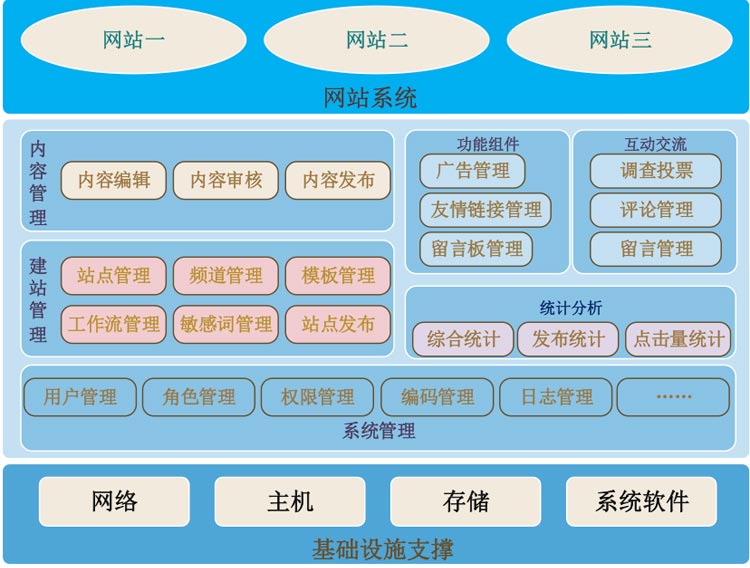 网站一
网站二
网站三
网站系统
内容管理
内容编辑
内容审核
内容发布
功能组件
广告管理
友情链接管理
留言板管理
互动交流
调查投票
评论管理
留言管理
建站管理
站点管理
频道管理
模板管理
工作流管理
敏感词管理
站点发布
统计分析
综合统计
发布统计
点击量统计
用户管理
角色管理
权限管理
编码管理
日志管理
……
系统管理
网络
主机
存储
系统软件
基础设施支撑